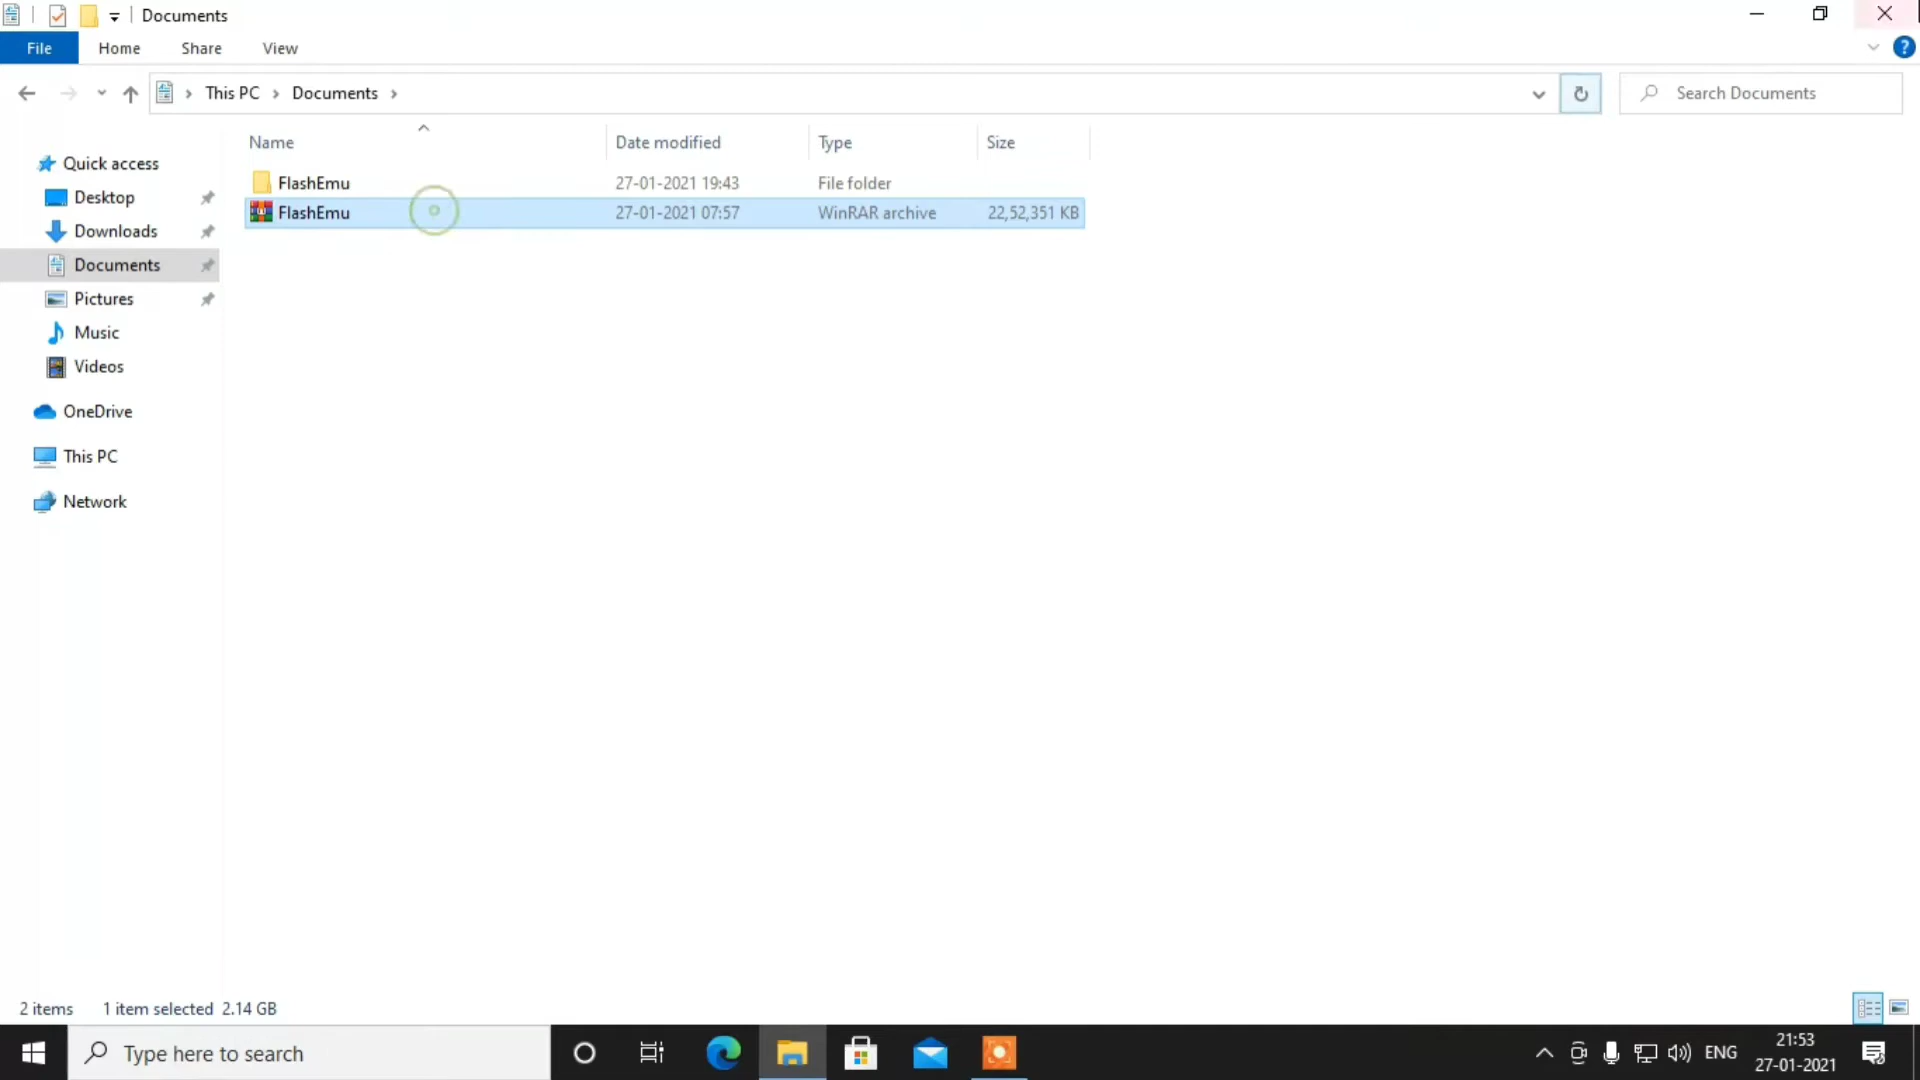 Documents
File Home Share View
This PC > Documents > Search Documents
Name Date modified Type Size
Quick access
FlashEmu 27-01-2021 19:43 File folder
Desktop
FlashEmu 27-01-2021 07:57 WinRAR archive 22,52,351 KB
Downloads
Documents
Pictures
Music
Videos
OneDrive
This PC
Network
2 items 1 item selected 2.14 GB
Type here to search
ENG
21:53
27-01-2021